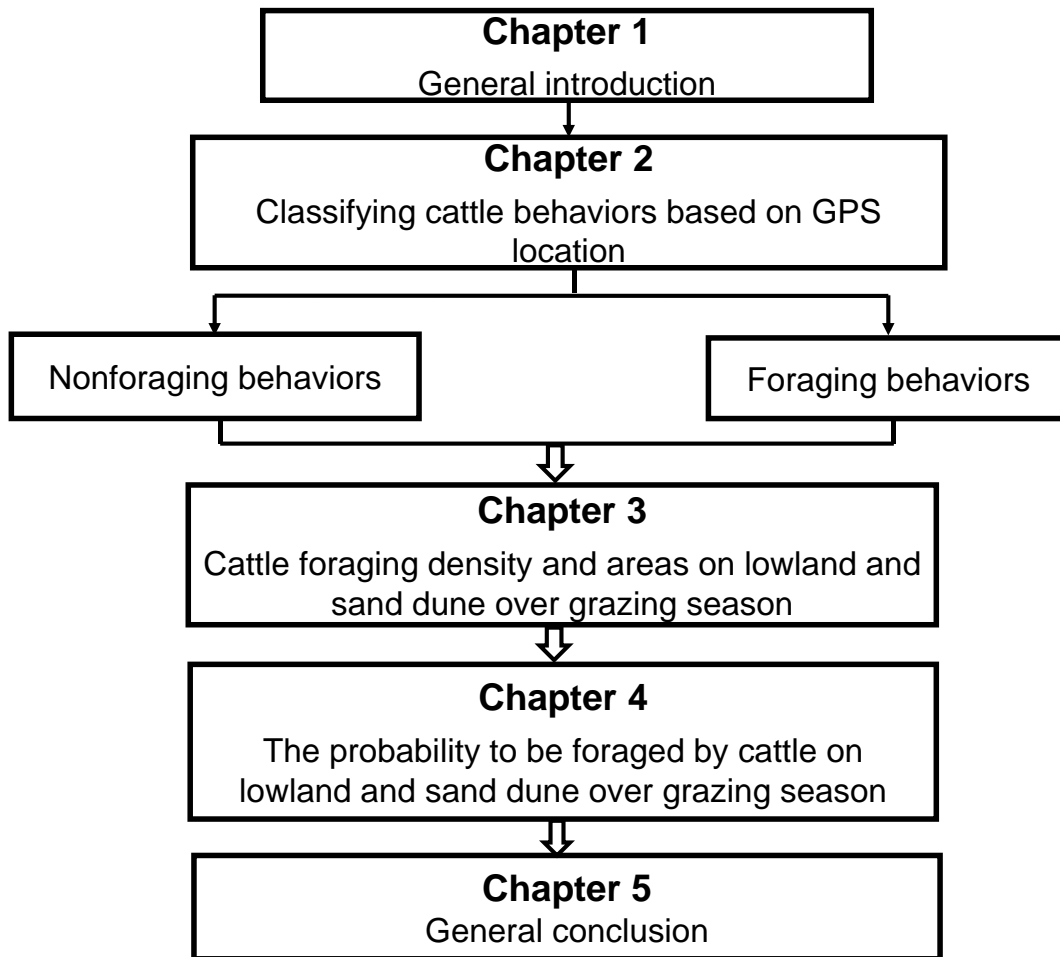 Chapter 1
General introduction
Chapter 2
Classifying cattle behaviors based on GPS
location
Nonforaging behaviors
Foraging behaviors
Chapter 3
Cattle foraging density and areas on lowland and
sand dune over grazing season
Chapter 4
The probability to be foraged by cattle on
lowland and sand dune over grazing season
Chapter 5
General conclusion